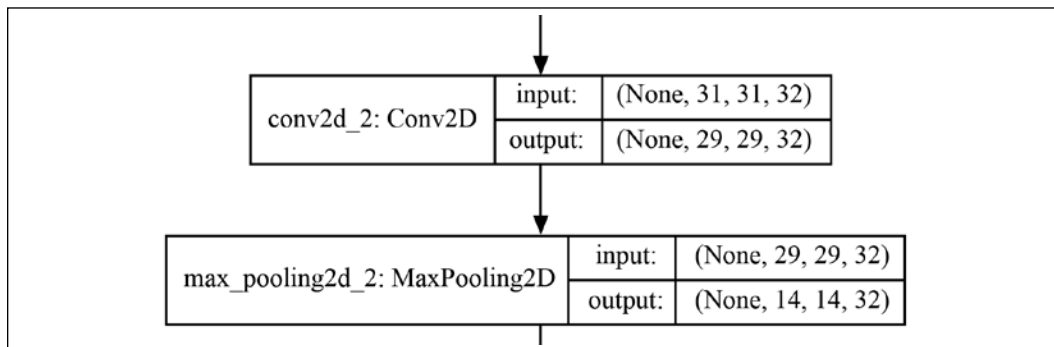 conv2d_2: Conv2D
input: (None, 31, 31, 32)
output: (None, 29, 29, 32)
max_pooling2d_2: MaxPooling2D
input: (None, 29, 29, 32)
output: (None, 14, 14, 32)